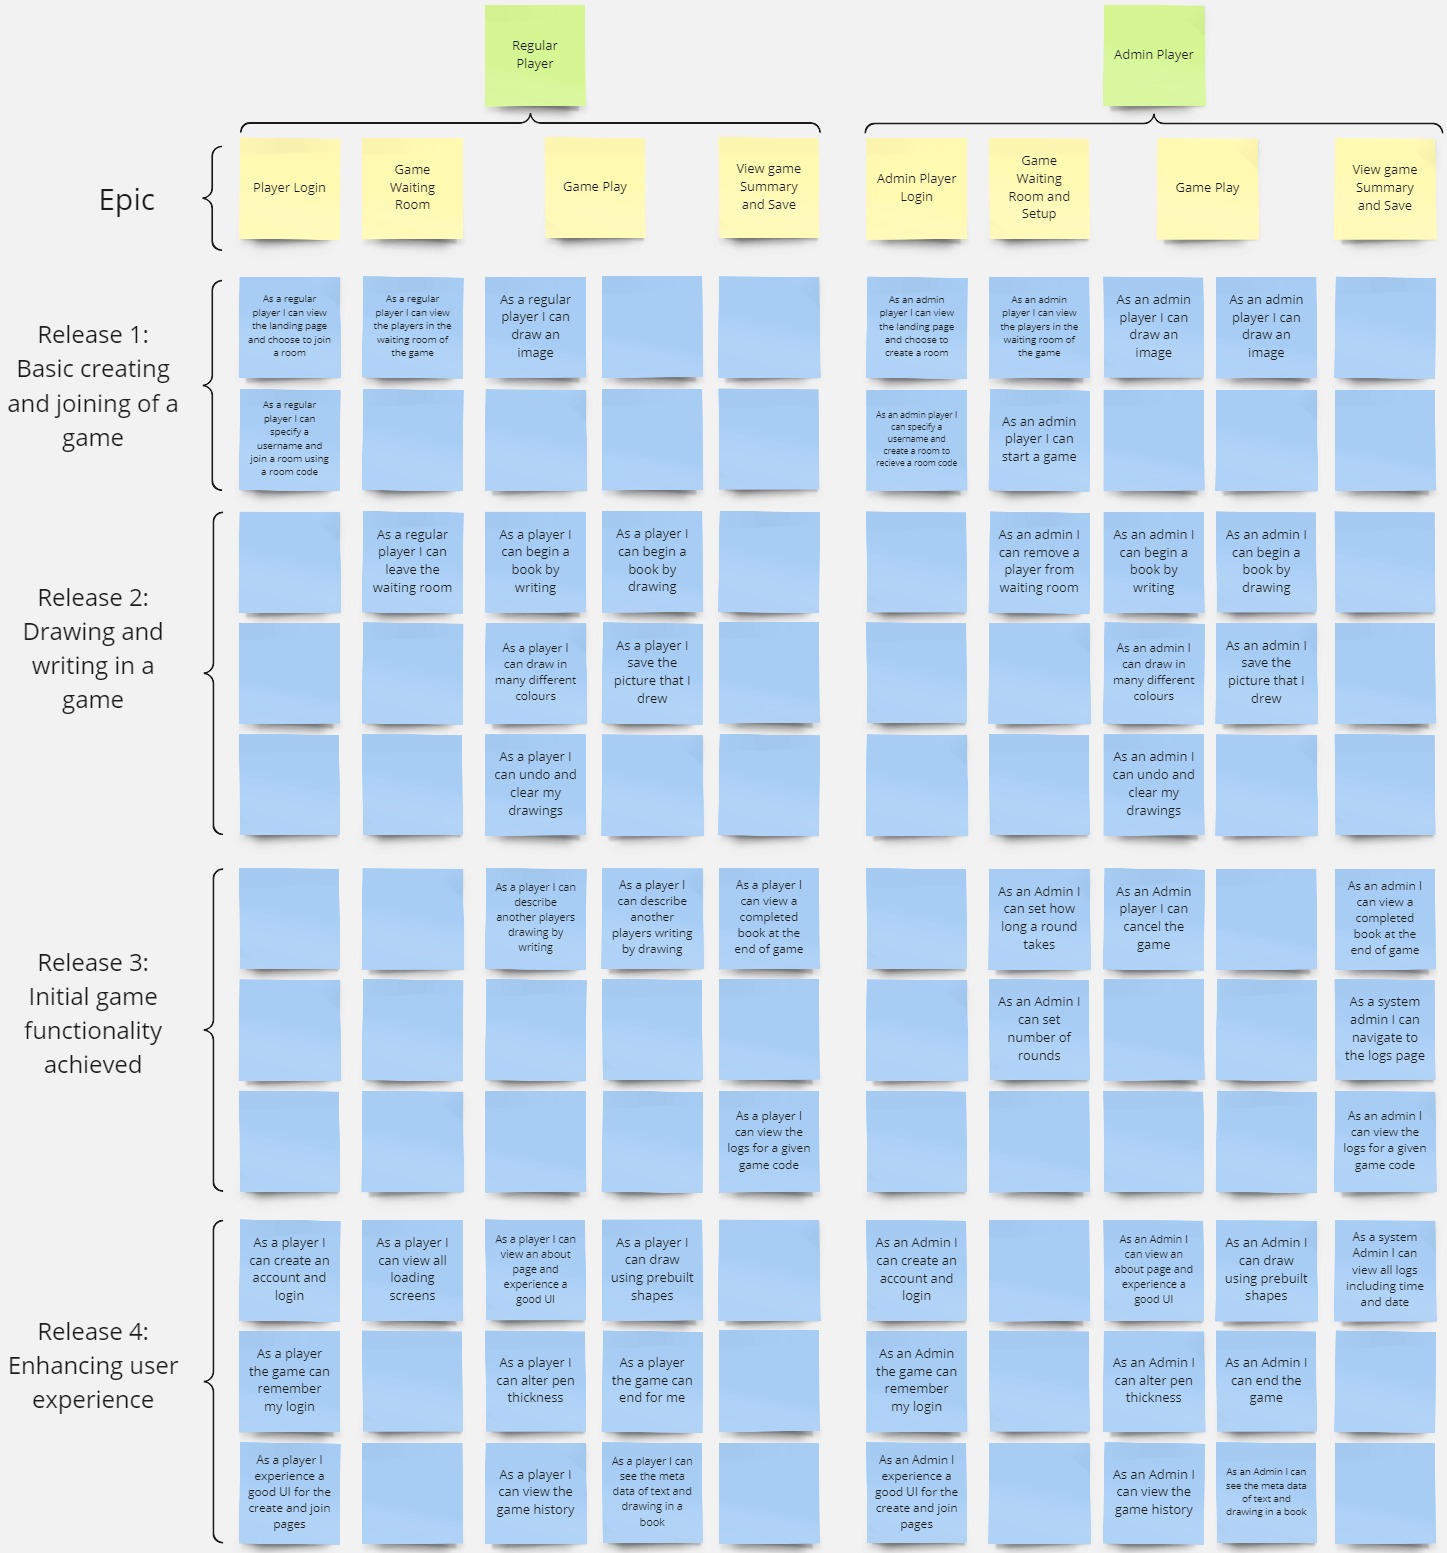 Regular
Player
Admin Player
Epic
Player Login
Game
Waiting
Room
Game Play
View game
Summary
and Save
Admin Player
Login
Game
Waiting
Room and
Setup
Game Play
View game
Summary
and Save
Release 1:
Basic creating
and joining of a
game
As a regular
player I can view
the landing page
and choose to join
a room
As a regular
player I can view
the players in the
waiting room of
the game
As a regular
player I can
draw an
image
As an admin
player I can view
the landing page
and choose to
create a room
As an admin
player I can view
the players in the
waiting room of
the game
As an admin
player I can
draw an
image
As an admin
player I can
draw an
image
As a regular
player I can
specify a
username and
join a room using
a room code
As an admin player I
can specify a
username and
create a room to
recieve a room code
As an admin
player I can
start a game
Release 2:
Drawing and
writing in a
game
As a regular
player I can
leave the
waiting room
As a player I
can begin a
book by
writing
As a player I
can begin a
book by
drawing
As an admin I
can remove a
player from
waiting room
As an admin I
can begin a
book by
writing
As an admin I
can begin a
book by
drawing
As a player I
can draw in
many different
colours
As a player I
save the
picture that I
drew
As an admin I
can draw in
many different
colours
As an admin I
save the
picture that I
drew
As a player I
can undo and
clear my
drawings
As an admin I
can undo and
clear my
drawings
Release 3:
Initial game
functionality
achieved
As a player I can
describe
another players
drawing by
writing
As a player I
can describe
another
players writing
by drawing
As a player I
can view a
completed
book at the
end of game
As an Admin I
can set how
long a round
takes
As an Admin
player I can
cancel the
game
As an admin I
can view a
completed
book at the
end of game
As an Admin I
can set
number of
rounds
As a system
admin I can
navigate to
the logs page
As a player I
can view the
logs for a given
game code
As an admin I
can view the
logs for a given
game code
Release 4:
Enhancing user
experience
As a player I
can create an
account and
login
As a player I
can view all
loading
screens
As a player I can
view an about
page and
experience a
good UI
As a player I
can draw
using prebuilt
shapes
As an Admin I
can create an
account and
login
As an Admin I
can view an
about page and
experience a
good UI
As an Admin I
can draw
using prebuilt
shapes
As a system
Admin I can
view all logs
including time
and date
As a player
the game can
remember
my login
As a player I
can alter pen
thickness
As a player
the game can
end for me
As an Admin
the game can
remember
my login
As an Admin I
can alter pen
thickness
As an Admin I
can end the
game
As a player I
experience a
good UI for the
create and join
pages
As a player I
can view the
game history
As a player I can
see the meta
data of text and
drawing in a
book
As an Admin I
experience a
good UI for the
create and join
pages
As an Admin I
can view the
game history
As an Admin I can
see the meta data
of text and
drawing in a book